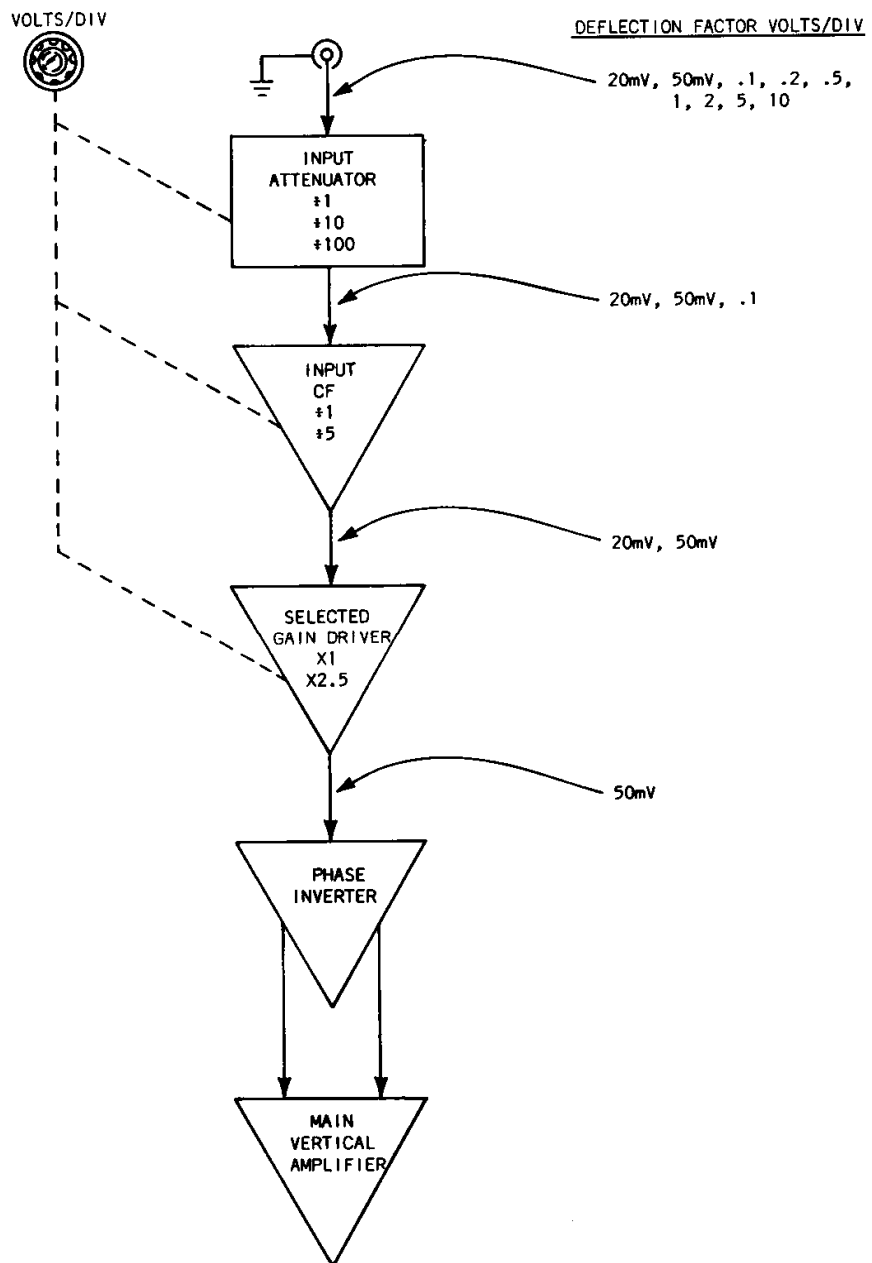 VOLTS/DIV
DEFLECTION FACTOR VOLTS/DIV
20mV, 50mV, .1, .2, .5,
1, 2, 5, 10
INPUT
ATTENUATOR
÷1
÷10
÷100
20mV, 50mV, .1
INPUT
CF
÷1
÷5
20mV, 50mV
SELECTED
GAIN DRIVER
X1
X2.5
50mV
PHASE
INVERTER
MAIN
VERTICAL
AMPLIFIER